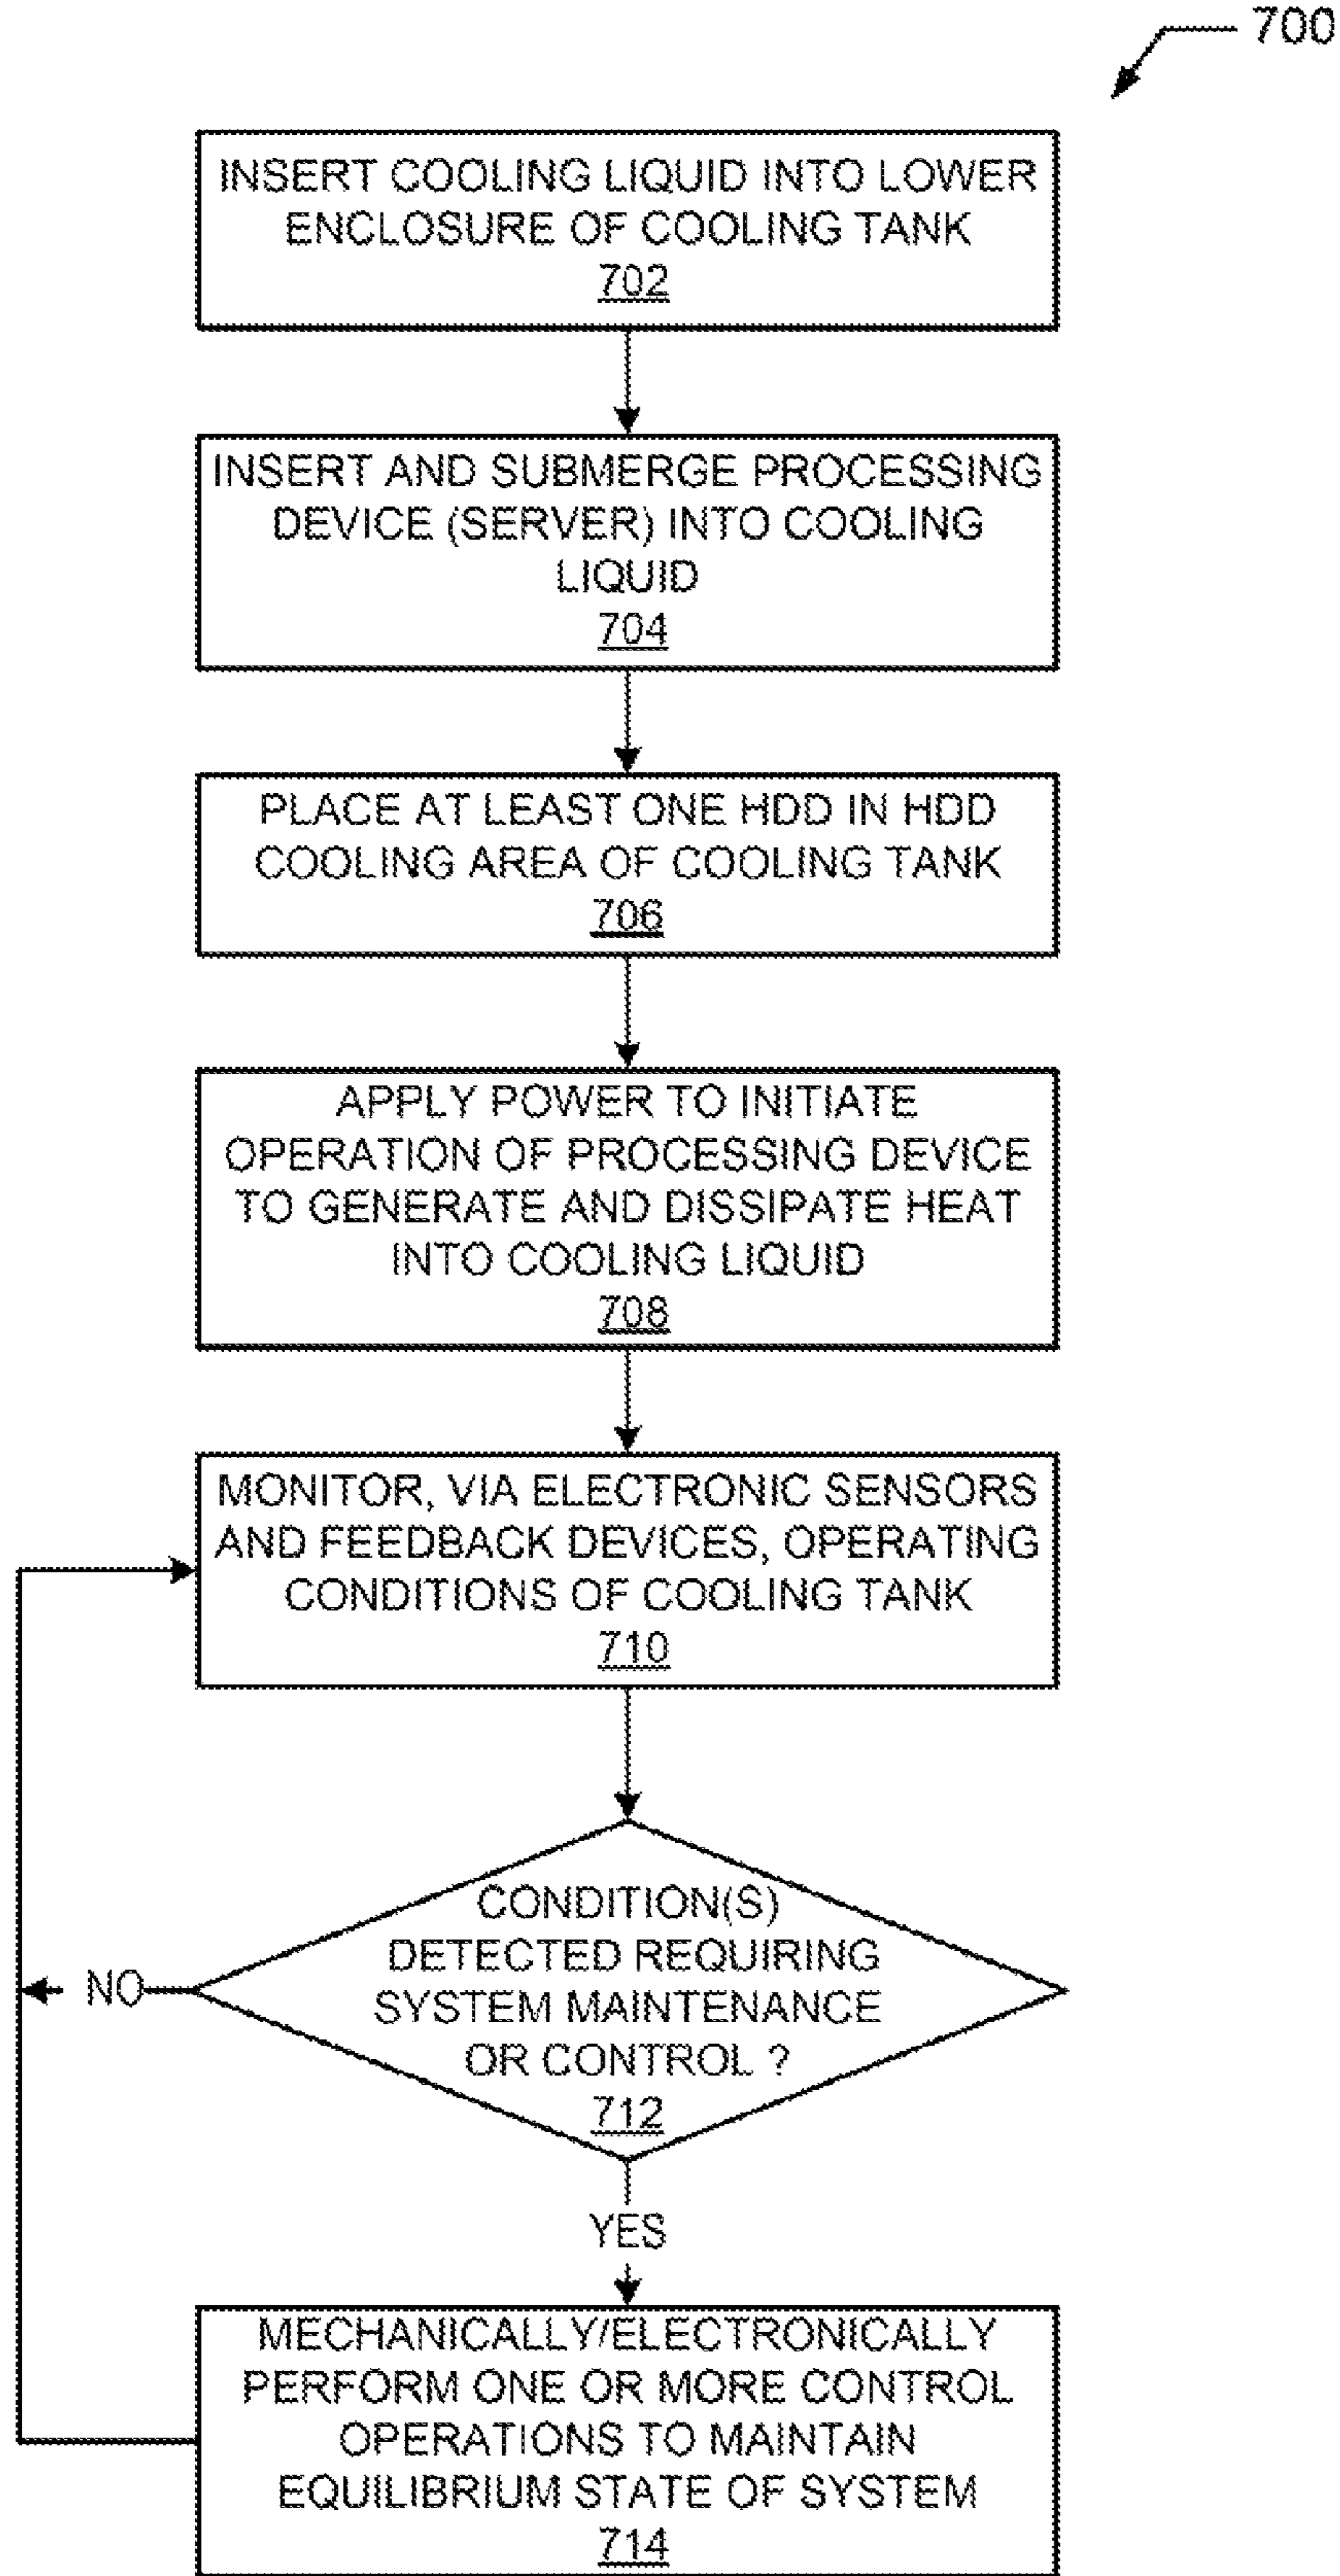 700
INSERT COOLING LIQUID INTO LOWER
ENCLOSURE OF COOLING TANK
702
INSERT AND SUBMERGE PROCESSING
DEVICE (SERVER) INTO COOLING
LIQUID
704
PLACE AT LEAST ONE HDD IN HDD
COOLING AREA OF COOLING TANK
706
APPLY POWER TO INITIATE
OPERATION OF PROCESSING DEVICE
TO GENERATE AND DISSIPATE HEAT
INTO COOLING LIQUID
708
MONITOR, VIA ELECTRONIC SENSORS
AND FEEDBACK DEVICES, OPERATING
CONDITIONS OF COOLING TANK
710
CONDITION(S)
DETECTED REQUIRING
SYSTEM MAINTENANCE
OR CONTROL ?
712
NO
YES
MECHANICALLY/ELECTRONICALLY
PERFORM ONE OR MORE CONTROL
OPERATIONS TO MAINTAIN
EQUILIBRIUM STATE OF SYSTEM
714